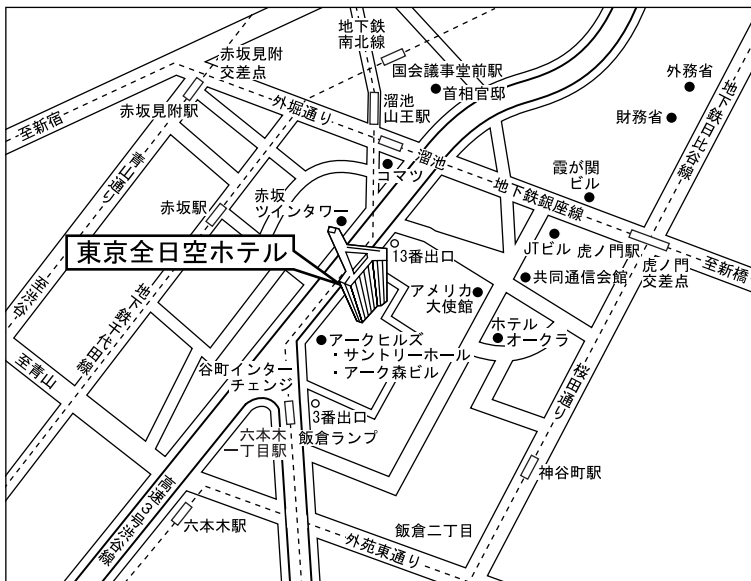 地下鉄
南北線
赤坂見附
交差点
国会議事堂前駅
首相官邸
外務省
赤坂見附駅
外堀通り
溜池
山王駅
財務省
地下鉄日比谷線
至新宿
青山通り
溜池
コマツ
霞が関
ビル
地下鉄銀座線
赤坂駅
赤坂
ツインタワー
東京全日空ホテル
13番出口
JTビル
虎ノ門駅
虎ノ門
交差点
至新橋
至渋谷
地下鉄千代田線
アメリカ
大使館
共同通信会館
ホテル
オークラ
至青山
アークヒルズ
・サントリーホール
・アーク森ビル
谷町インター
チェンジ
桜田通り
3番出口
六本木
一丁目駅
飯倉ランプ
神谷町駅
高速3号渋谷線
六本木駅
外苑東通り
飯倉二丁目